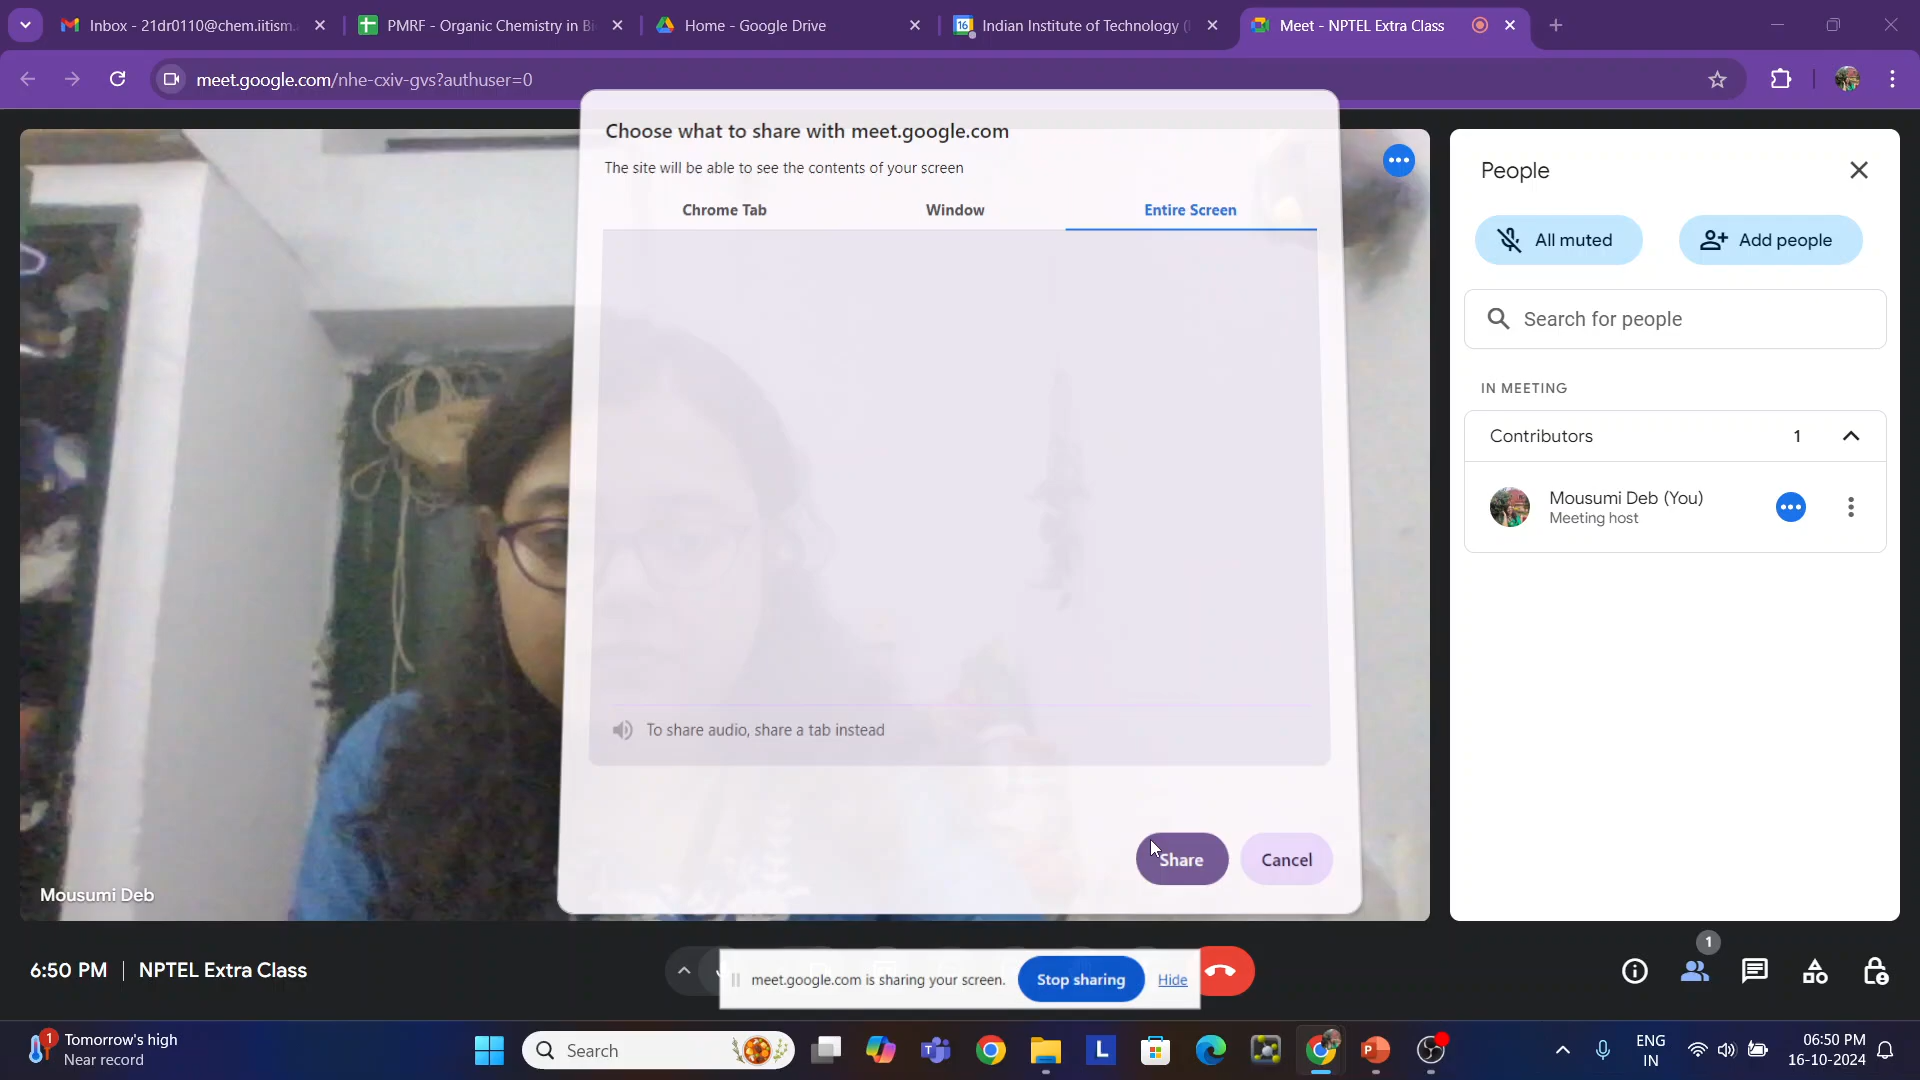 Inbox - 21dr0110@chem.iitism.
PMRF - Organic Chemistry in Bi
Home - Google Drive
Indian Institute of Technology (
Meet - NPTEL Extra Class
meet.google.com/nhe-cxiv-gvs?authuser=0
Choose what to share with meet.google.com
The site will be able to see the contents of your screen
Chrome Tab
Window
Entire Screen
To share audio, share a tab instead
Share
Cancel
People
All muted
Add people
Search for people
IN MEETING
Contributors
1
Mousumi Deb (You)
Meeting host
Mousumi Deb
6:50 PM | NPTEL Extra Class
meet.google.com is sharing your screen.
Stop sharing
Hide
1
1
Tomorrow's high
Near record
Search
ENG
IN
06:50 PM
16-10-2024
16